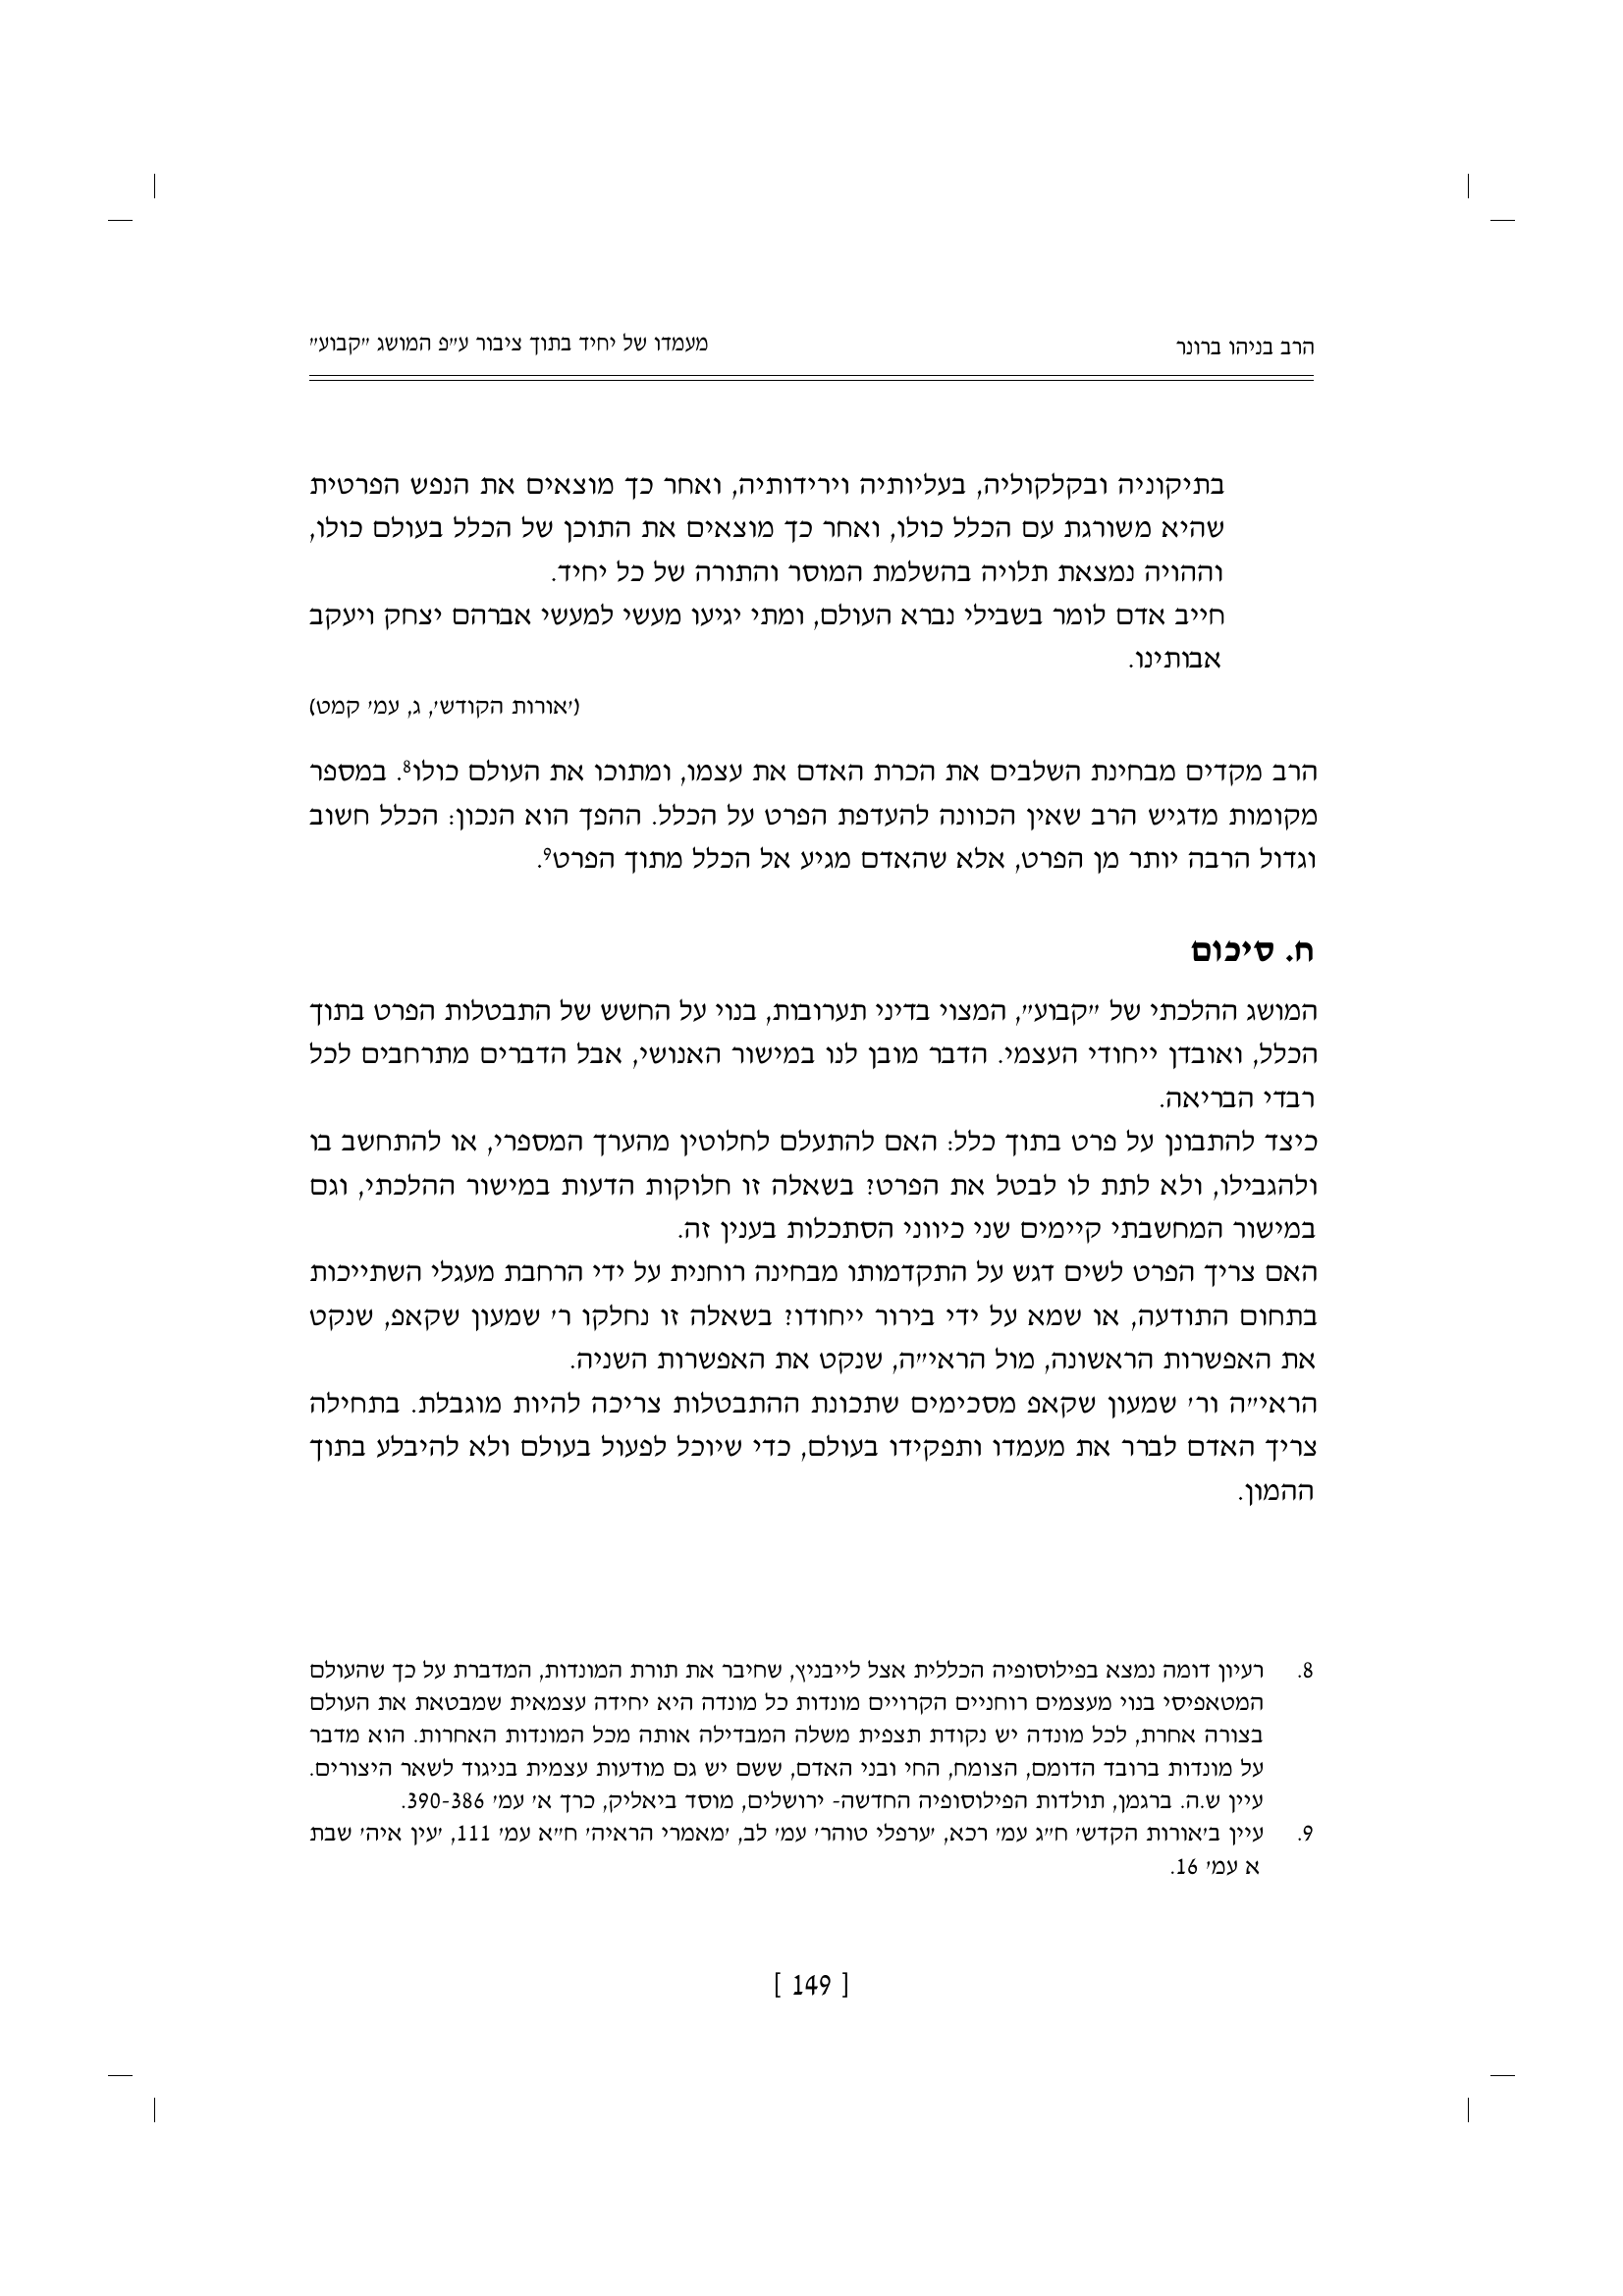 הרב בניהו ברונר
מעמדו של יחיד בתוך ציבור ע״פ המושג ״קבוע״
בתיקוניה ובקלקוליה, בעליותיה וירידותיה, ואחר כך מוצאים את הנפש הפרטית
שהיא משורגת עם הכלל כולו, ואחר כך מוצאים את התוכן של הכלל בעולם כולו,
וההויה נמצאת תלויה בהשלמת המוסר והתורה של כל יחיד.
חייב אדם לומר בשבילי נברא העולם, ומתי יגיעו מעשי למעשי אברהם יצחק ויעקב
אבותינו.
(׳אורות הקודש׳, ג, עמ׳ קמט)
הרב מקדים מבחינת השלבים את הכרת האדם את עצמו, ומתוכו את העולם כולו⁸. במספר
מקומות מדגיש הרב שאין הכוונה להעדפת הפרט על הכלל. ההפך הוא הנכון: הכלל חשוב
וגדול הרבה יותר מן הפרט, אלא שהאדם מגיע אל הכלל מתוך הפרט⁹.
ח. סיכום
המושג ההלכתי של ״קבוע״, המצוי בדיני תערובות, בנוי על החשש של התבטלות הפרט בתוך
הכלל, ואובדן ייחודי העצמי. הדבר מובן לנו במישור האנושי, אבל הדברים מתרחבים לכל
רבדי הבריאה.
כיצד להתבונן על פרט בתוך כלל: האם להתעלם לחלוטין מהערך המספרי, או להתחשב בו
ולהגבילו, ולא לתת לו לבטל את הפרט? בשאלה זו חלוקות הדעות במישור ההלכתי, וגם
במישור המחשבתי קיימים שני כיווני הסתכלות בענין זה.
האם צריך הפרט לשים דגש על התקדמותו מבחינה רוחנית על ידי הרחבת מעגלי השתייכות
בתחום התודעה, או שמא על ידי בירור ייחודו? בשאלה זו נחלקו ר׳ שמעון שקאפ, שנקט
את האפשרות הראשונה, מול הראי״ה, שנקט את האפשרות השניה.
הראי״ה ור׳ שמעון שקאפ מסכימים שתכונת ההתבטלות צריכה להיות מוגבלת. בתחילה
צריך האדם לברר את מעמדו ותפקידו בעולם, כדי שיוכל לפעול בעולם ולא להיבלע בתוך
ההמון.
8. רעיון דומה נמצא בפילוסופיה הכללית אצל לייבניץ, שחיבר את תורת המונדות, המדברת על כך שהעולם
המטאפיסי בנוי מעצמים רוחניים הקרויים מונדות כל מונדה היא יחידה עצמאית שמבטאת את העולם
בצורה אחרת, לכל מונדה יש נקודת תצפית משלה המבדילה אותה מכל המונדות האחרות. הוא מדבר
על מונדות ברובד הדומם, הצומח, החי ובני האדם, ששם יש גם מודעות עצמית בניגוד לשאר היצורים.
עיין ש.ה. ברגמן, תולדות הפילוסופיה החדשה- ירושלים, מוסד ביאליק, כרך א׳ עמ׳ 390-386.
9. עיין ב׳אורות הקדש׳ ח״ג עמ׳ רכא, ׳ערפלי טוהר׳ עמ׳ לב, ׳מאמרי הראיה׳ ח״א עמ׳ 111, ׳עין איה׳ שבת
א עמ׳ 16.
[ 149 ]